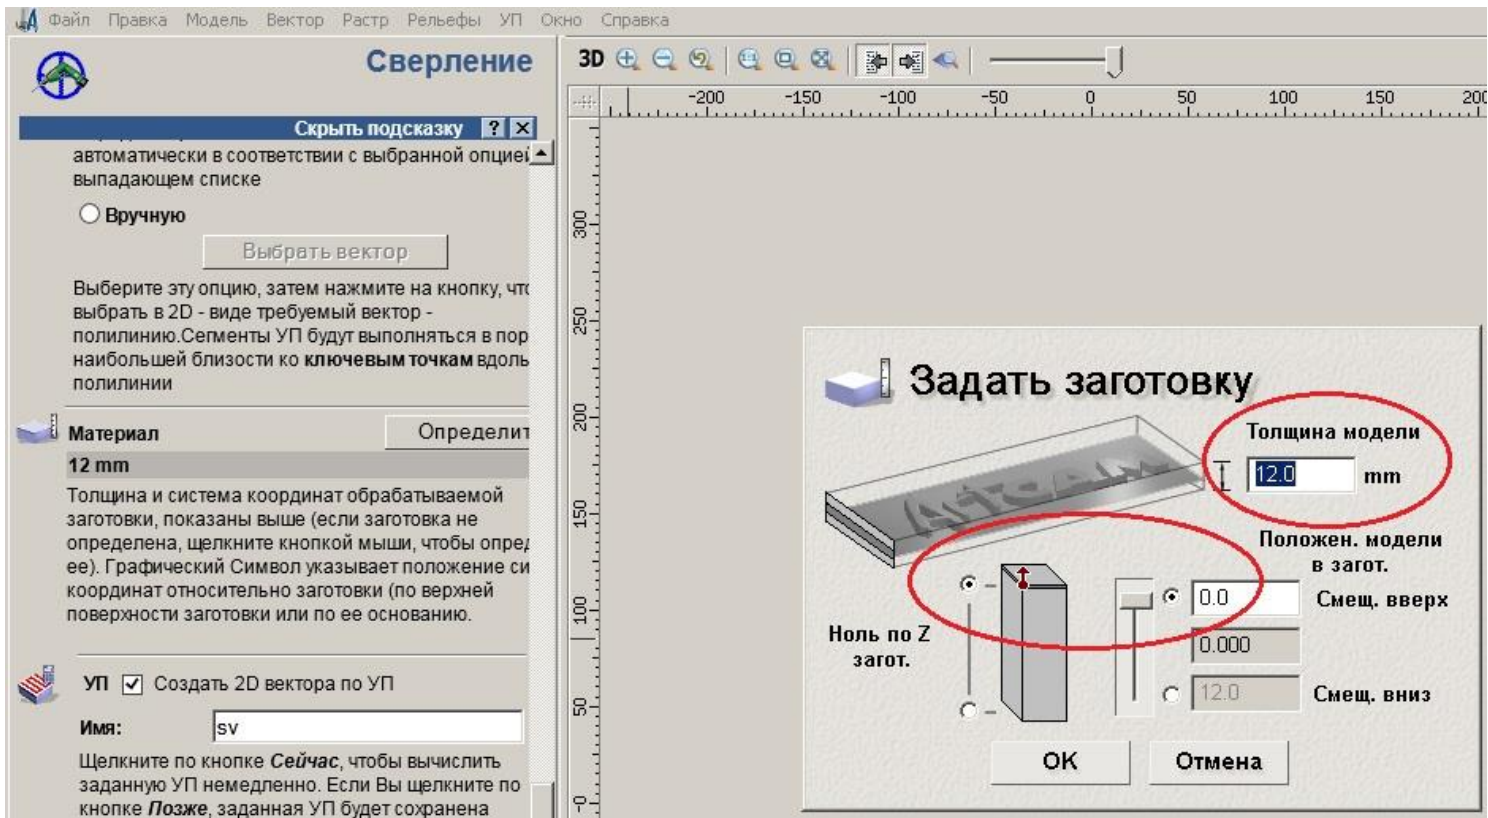 Файл Правка Модель Вектор Растр Рельефы УП Окно Справка
Сверление
Скрыть подсказку ? ×
автоматически в соответствии с выбранной опцией
выпадающем списке
Вручную
Выбрать вектор
Выберите эту опцию, затем нажмите на кнопку, что
выбрать в 2D - виде требуемый вектор -
полилинию.Сегменты УП будут выполняться в пор
наибольшей близости ко ключевым точкам вдоль
полилинии
Материал
Определит
12 mm
Толщина и система координат обрабатываемой
заготовки, показаны выше (если заготовка не
определена, щелкните кнопкой мыши, чтобы опред
ее). Графический Символ указывает положение си
координат относительно заготовки (по верхней
поверхности заготовки или по ее основанию.
УП Создать 2D вектора по УП
Имя: sv
Щелкните по кнопке Сейчас, чтобы вычислить
заданную УП немедленно. Если Вы щелкните по
кнопке Позже, заданная УП будет сохранена
3D
-200 -150 -100 -50 0 50 100 150 200
300
250
200
150
100
50
0
Задать заготовку
ArtCAM
Толщина модели
12.0 mm
Положен. модели
в загот.
0.0 Смещ. вверх
Ноль по Z
загот.
0.000
12.0 Смещ. вниз
ОК Отмена